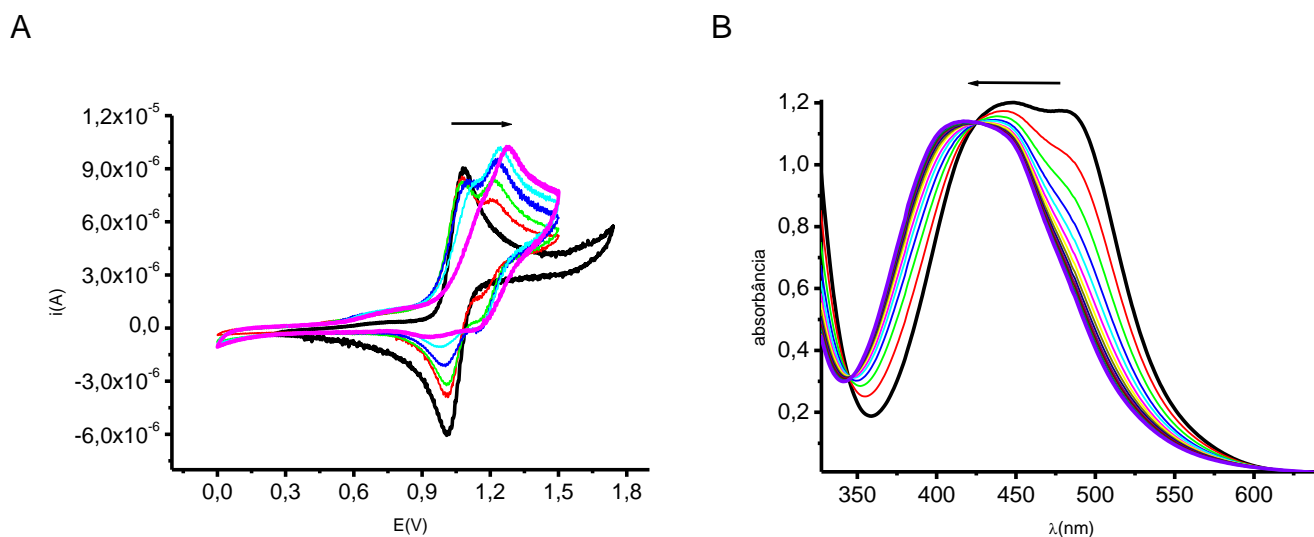 A
B
1,2x10⁻⁵
9,0x10⁻⁶
6,0x10⁻⁶
3,0x10⁻⁶
0,0
-3,0x10⁻⁶
-6,0x10⁻⁶
i(A)
0,0 0,3 0,6 0,9 1,2 1,5 1,8
E(V)
1,2
1,0
0,8
0,6
0,4
0,2
absorbância
350 400 450 500 550 600
λ(nm)